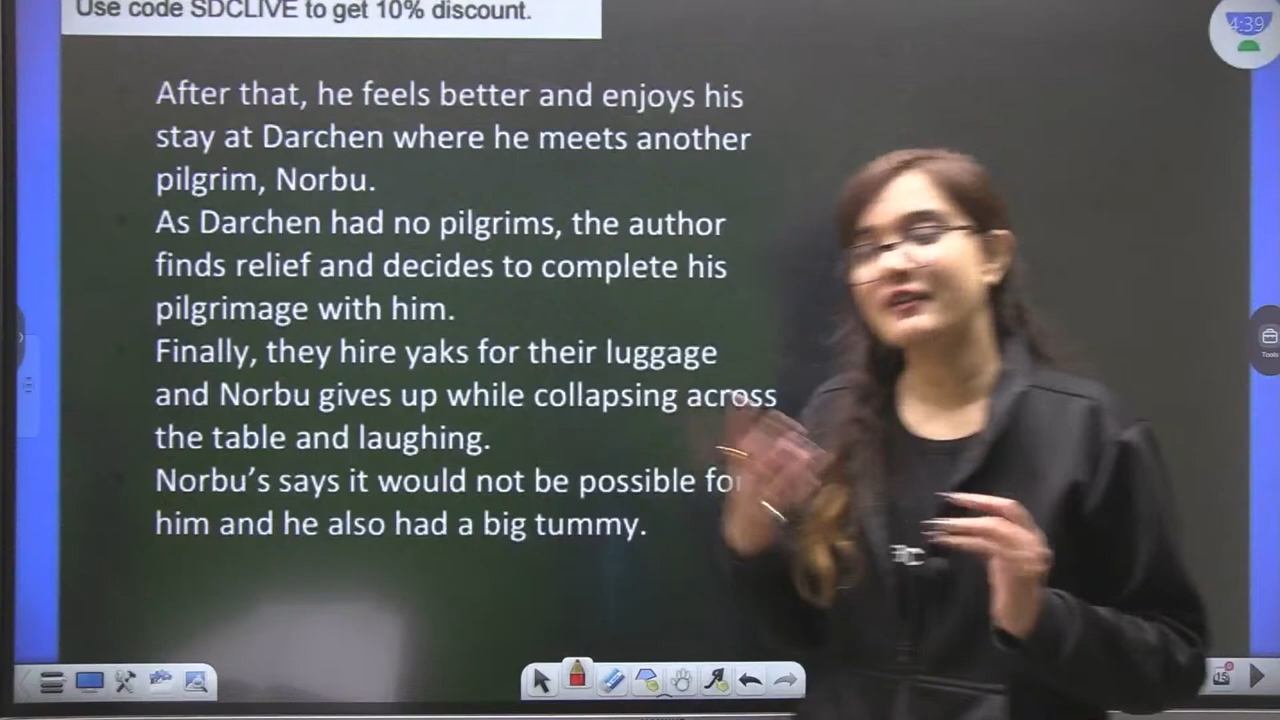 Use code SDCLIVE to get 10% discount.
4:39
After that, he feels better and enjoys his
stay at Darchen where he meets another
pilgrim, Norbu.
As Darchen had no pilgrims, the author
finds relief and decides to complete his
pilgrimage with him.
Finally, they hire yaks for their luggage
and Norbu gives up while collapsing across
the table and laughing.
Norbu's says it would not be possible for
him and he also had a big tummy.
Tools
15